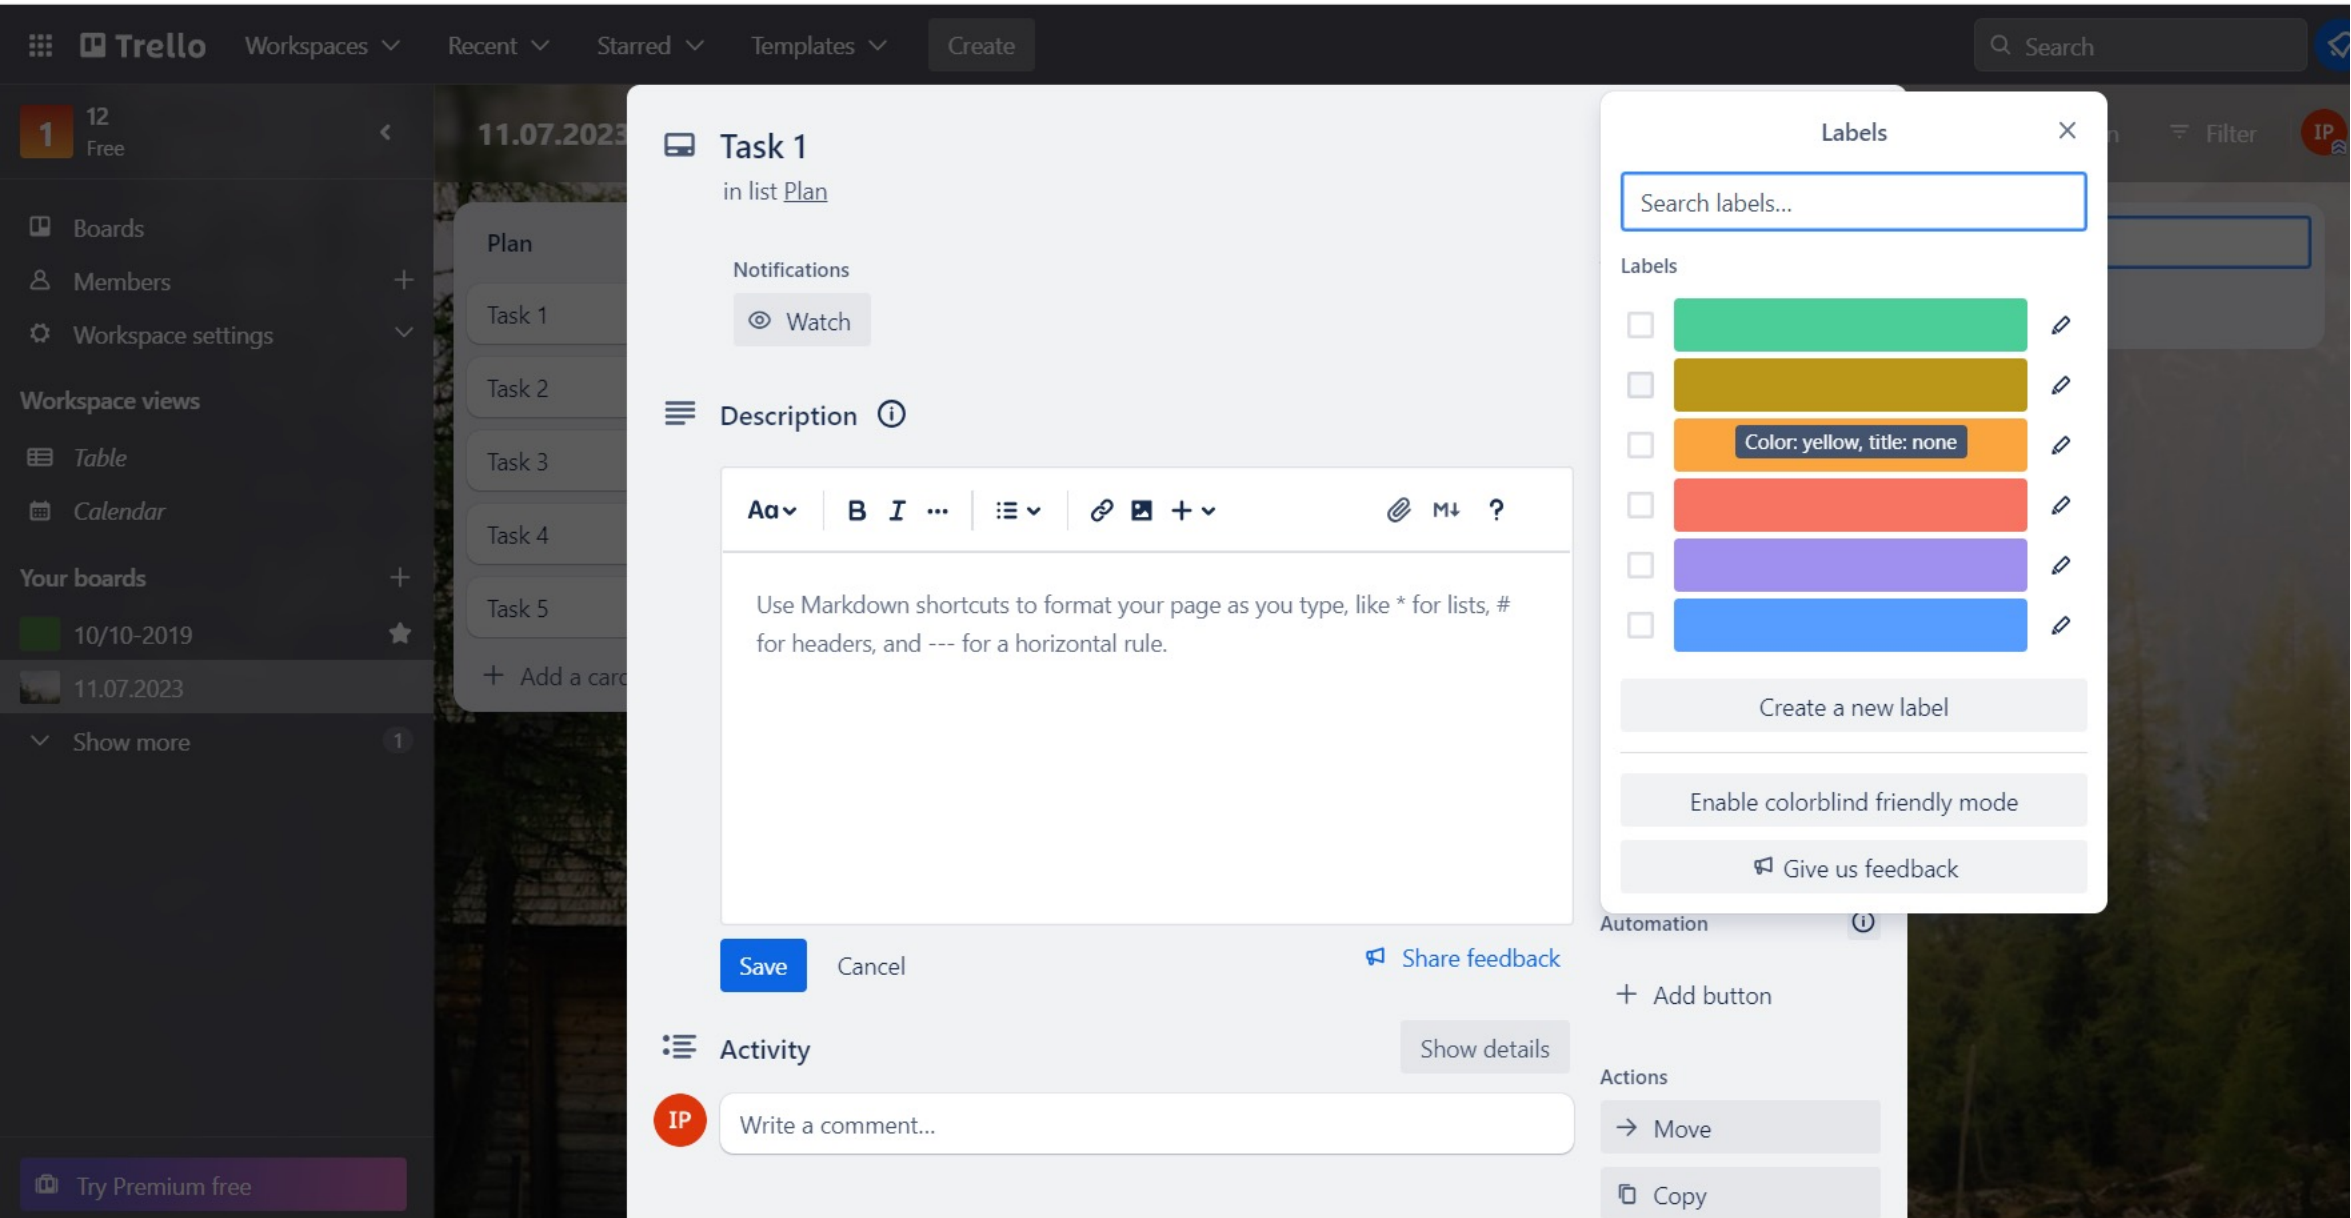 Trello
Workspaces
Recent
Starred
Templates
Create
Search
1
12
Free
Boards
Members
Workspace settings
Workspace views
Table
Calendar
Your boards
10/10-2019
11.07.2023
Show more
1
Try Premium free
11.07.2023
Filter
IP
Plan
Task 1
Task 2
Task 3
Task 4
Task 5
Add a card
Task 1
in list Plan
Notifications
Watch
Description
Aa
B I
M↓ ?
Use Markdown shortcuts to format your page as you type, like * for lists, #
for headers, and --- for a horizontal rule.
Save
Cancel
Share feedback
Activity
Show details
IP
Write a comment...
Labels
Search labels...
Labels
Color: yellow, title: none
Create a new label
Enable colorblind friendly mode
Give us feedback
Automation
Add button
Actions
Move
Copy